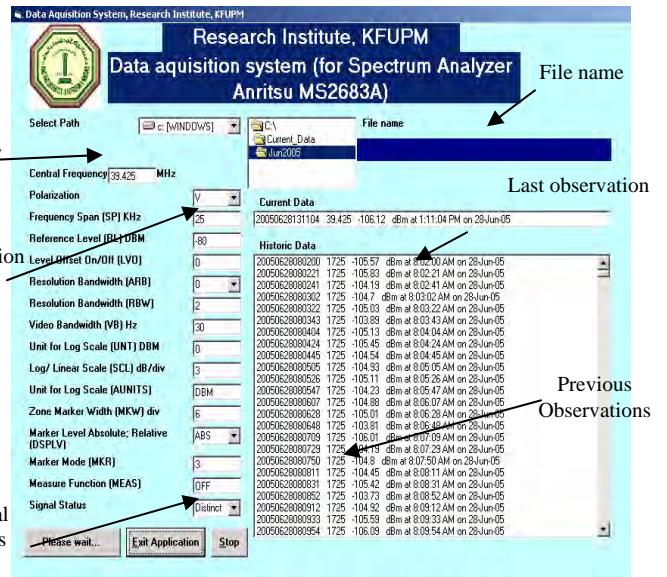 Data Aquisition System, Research Institute, KFUPM
Research Institute, KFUPM
Data aquisition system (for Spectrum Analyzer
Anritsu MS2683A)
File name
Select Path
c: [WINDOWS]
C:\
Current_Data
Jun2005
File name
Central Frequency 39.425 MHz
Last observation
Polarization V
Current Data
Frequency Span (SP) KHz 25
20050628131104 39.425 -106.12 dBm at 1:11:04 PM on 28-Jun-05
Reference Level (RL) DBM -80
Historic Data
Level Offset On/Off (LVO) 0
Resolution Bandwidth (ARB) 0
Resolution Bandwidth (RBW) 2
Video Bandwidth (VB) Hz 30
Unit for Log Scale (UNT) DBM 0
Log/ Linear Scale (SCL) dB/div 3
Unit for Log Scale (AUNITS) DBM
Zone Marker Width (MKW) div 6
Marker Level Absolute; Relative
(DSPLV) ABS
Marker Mode (MKR) 3
Measure Function (MEAS) OFF
Signal Status Distinct
20050628080200 1725 -105.57 dBm at 8:02:00 AM on 28-Jun-05
20050628080221 1725 -105.83 dBm at 8:02:21 AM on 28-Jun-05
20050628080241 1725 -104.19 dBm at 8:02:41 AM on 28-Jun-05
20050628080302 1725 -104.7 dBm at 8:03:02 AM on 28-Jun-05
20050628080322 1725 -105.03 dBm at 8:03:22 AM on 28-Jun-05
20050628080343 1725 -103.89 dBm at 8:03:43 AM on 28-Jun-05
20050628080404 1725 -105.13 dBm at 8:04:04 AM on 28-Jun-05
20050628080424 1725 -105.45 dBm at 8:04:24 AM on 28-Jun-05
20050628080445 1725 -104.54 dBm at 8:04:45 AM on 28-Jun-05
20050628080505 1725 -104.93 dBm at 8:05:05 AM on 28-Jun-05
20050628080526 1725 -105.11 dBm at 8:05:26 AM on 28-Jun-05
20050628080547 1725 -104.23 dBm at 8:05:47 AM on 28-Jun-05
20050628080607 1725 -104.88 dBm at 8:06:07 AM on 28-Jun-05
20050628080628 1725 -105.01 dBm at 8:06:28 AM on 28-Jun-05
20050628080648 1725 -103.81 dBm at 8:06:48 AM on 28-Jun-05
20050628080709 1725 -106.01 dBm at 8:07:09 AM on 28-Jun-05
20050628080729 1725 -104.19 dBm at 8:07:29 AM on 28-Jun-05
20050628080750 1725 -104.8 dBm at 8:07:50 AM on 28-Jun-05
20050628080811 1725 -104.45 dBm at 8:08:11 AM on 28-Jun-05
20050628080831 1725 -105.42 dBm at 8:08:31 AM on 28-Jun-05
20050628080852 1725 -103.73 dBm at 8:08:52 AM on 28-Jun-05
20050628080912 1725 -104.92 dBm at 8:09:12 AM on 28-Jun-05
20050628080933 1725 -105.59 dBm at 8:09:33 AM on 28-Jun-05
20050628080954 1725 -106.09 dBm at 8:09:54 AM on 28-Jun-05
Previous
Observations
Please wait...
Exit Application
Stop